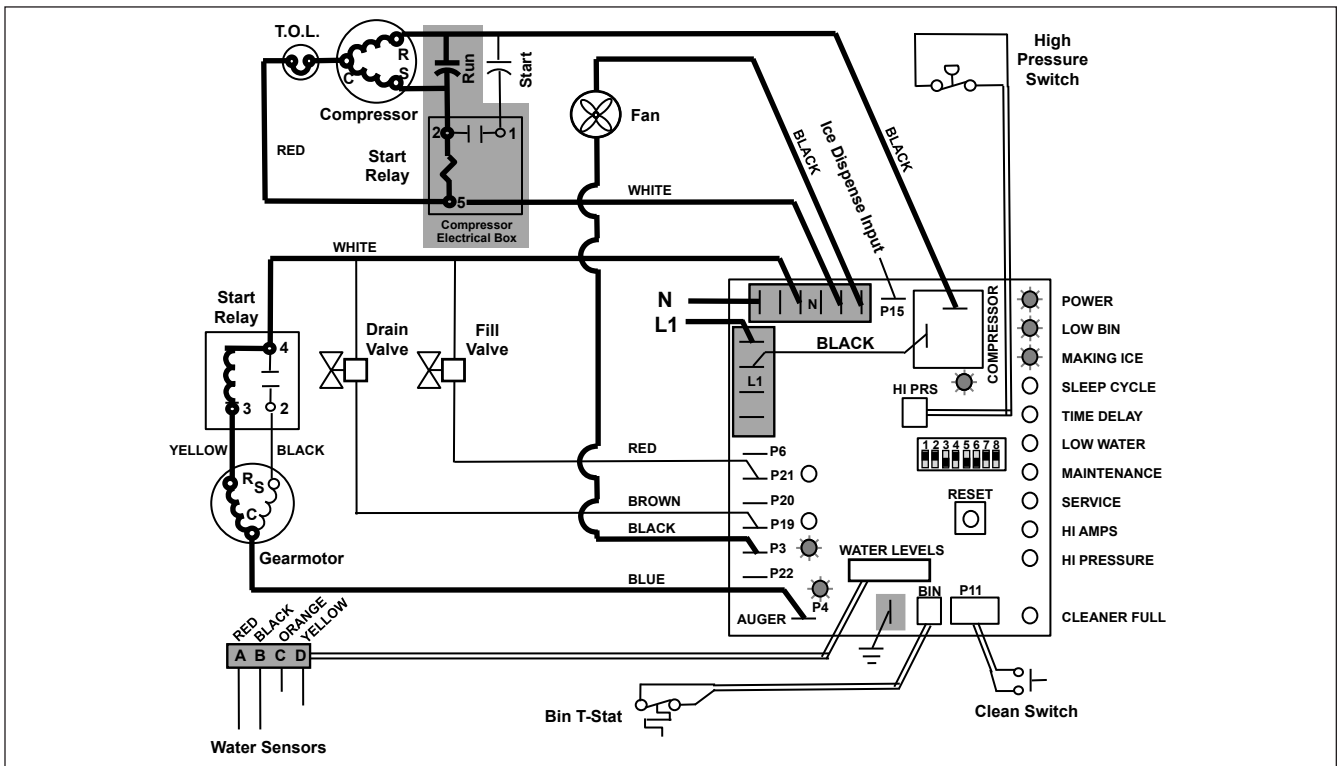 T.O.L.
C
R
S
Compressor
Run
Start
RED
2
1
Start
Relay
5
Compressor
Electrical Box
WHITE
Fan
BLACK
Ice Dispense Input
BLACK
High
Pressure
Switch
WHITE
Start
Relay
4
3
2
YELLOW
BLACK
R
S
C
Gearmotor
Drain
Valve
Fill
Valve
N
L1
N
P15
L1
BLACK
COMPRESSOR
HI PRS
1 2 3 4 5 6 7 8
RESET
POWER
LOW BIN
MAKING ICE
SLEEP CYCLE
TIME DELAY
LOW WATER
MAINTENANCE
SERVICE
HI AMPS
HI PRESSURE
CLEANER FULL
P6
RED
P21
P20
BROWN
P19
BLACK
P3
P22
BLUE
P4
AUGER
WATER LEVELS
BIN
P11
RED
BLACK
ORANGE
YELLOW
A B C D
Water Sensors
Bin T-Stat
Clean Switch